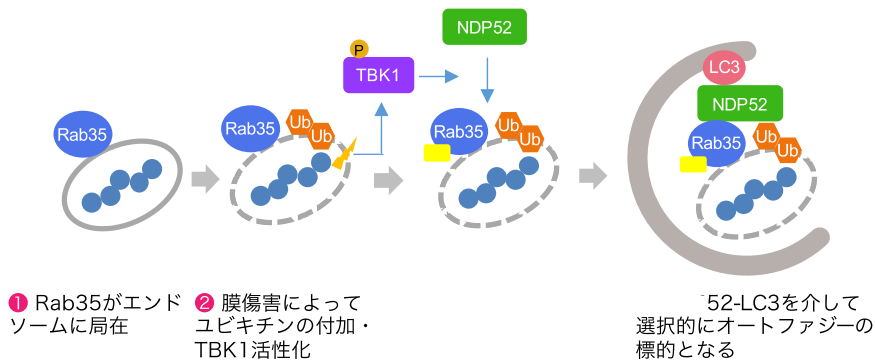 NDP52
P
TBK1
LC3
NDP52
Rab35
Rab35
Ub
Ub
Rab35
Ub
Ub
Rab35
Ub
Ub
❶ Rab35がエンド
ソームに局在
❷ 膜傷害によって
ユビキチンの付加・
TBK1活性化
52-LC3を介して
選択的にオートファジーの
標的となる